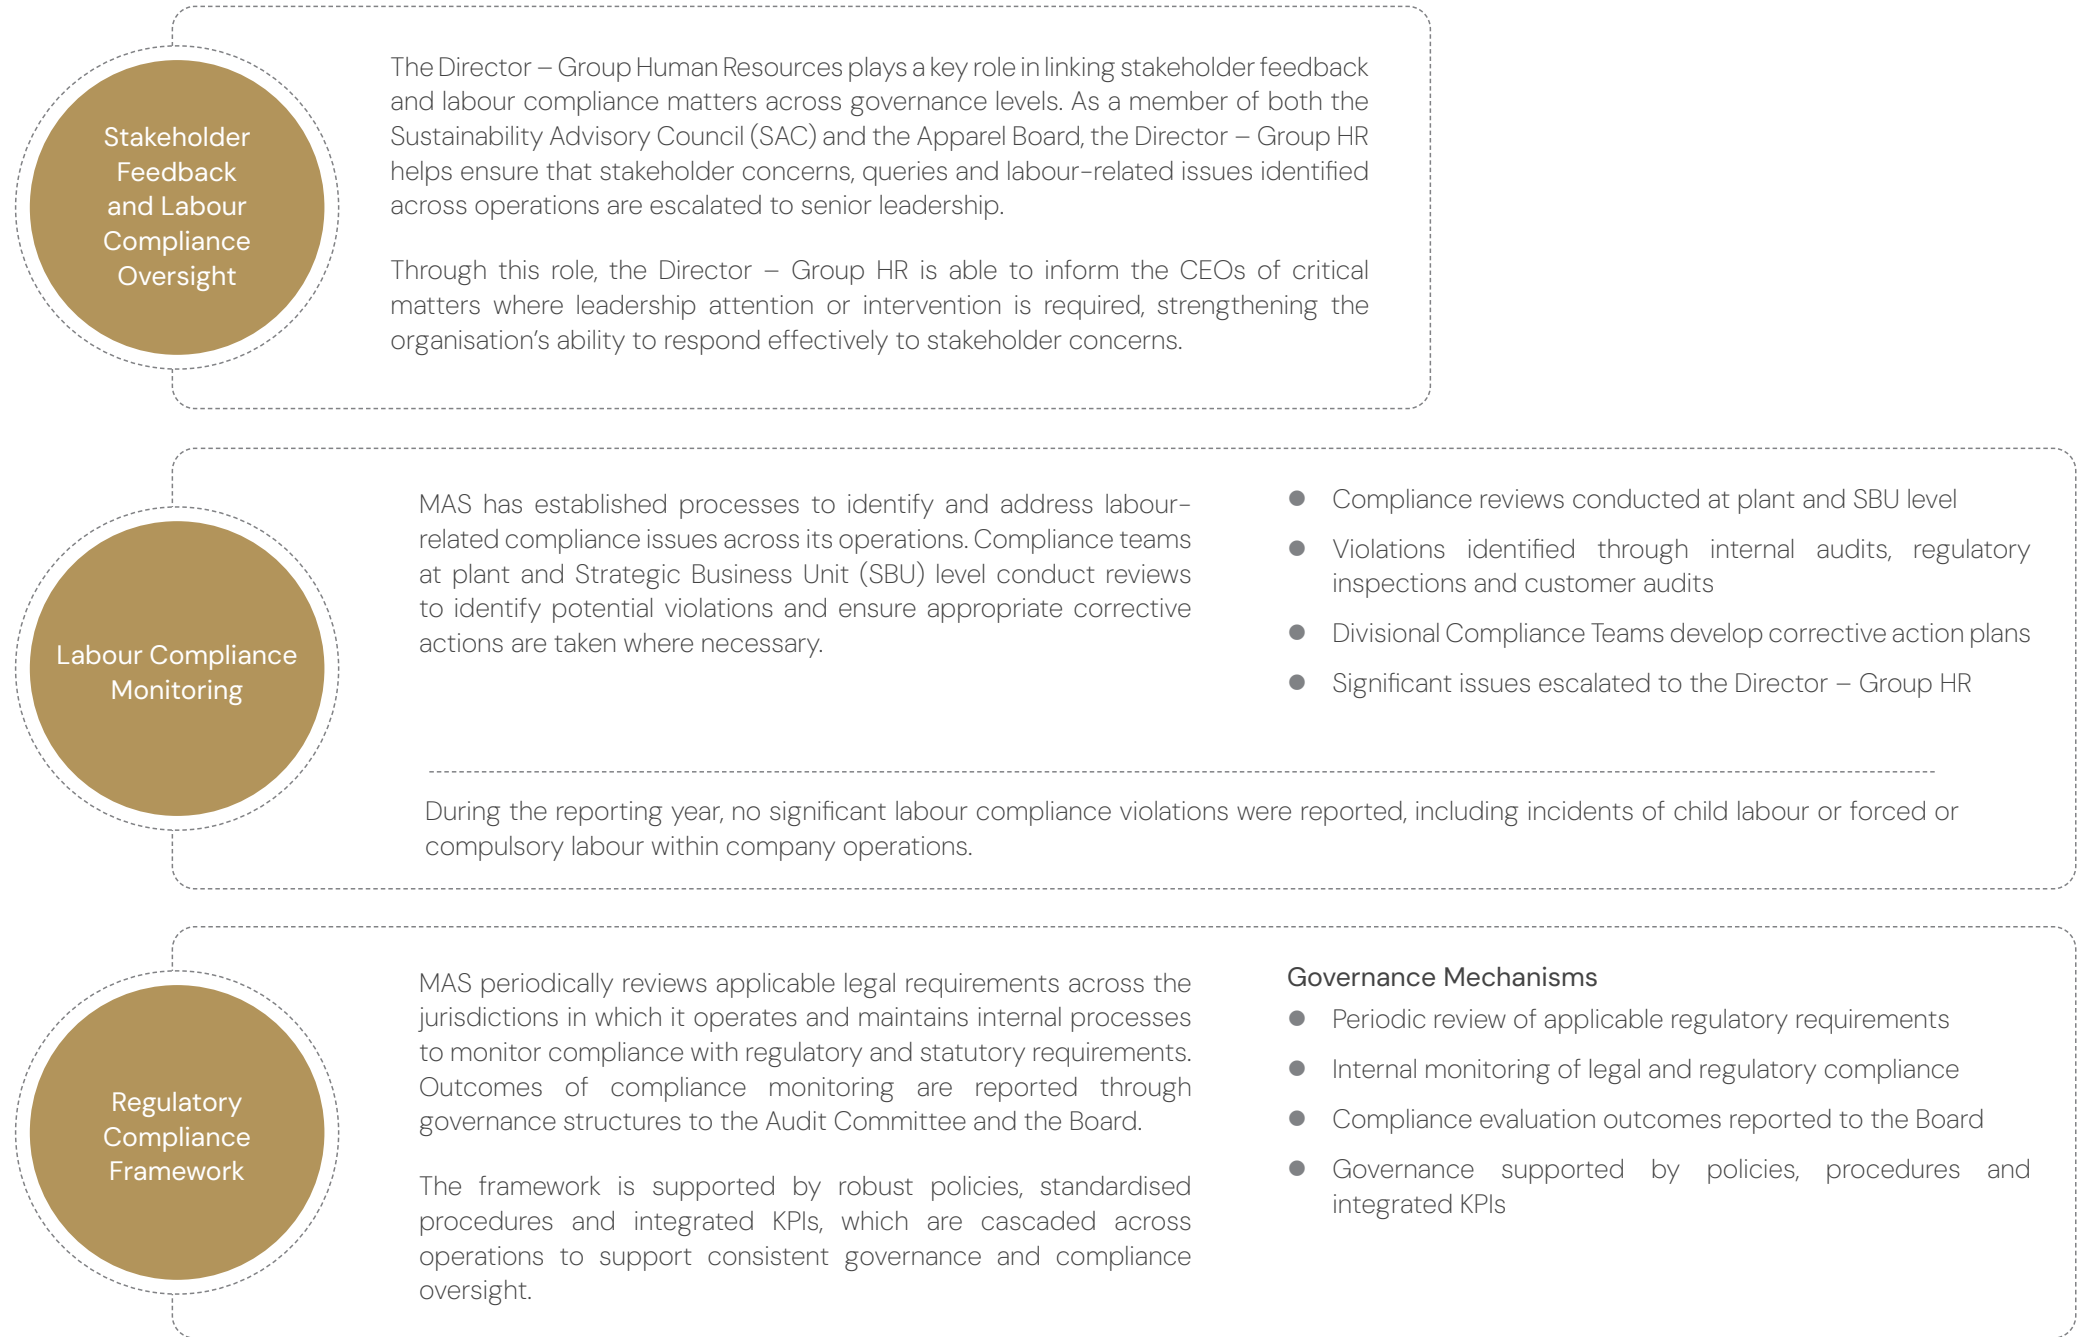 Stakeholder
Feedback
and Labour
Compliance
Oversight
The Director – Group Human Resources plays a key role in linking stakeholder feedback
and labour compliance matters across governance levels. As a member of both the
Sustainability Advisory Council (SAC) and the Apparel Board, the Director – Group HR
helps ensure that stakeholder concerns, queries and labour-related issues identified
across operations are escalated to senior leadership.
Through this role, the Director – Group HR is able to inform the CEOs of critical
matters where leadership attention or intervention is required, strengthening the
organisation’s ability to respond effectively to stakeholder concerns.
Labour Compliance
Monitoring
MAS has established processes to identify and address labour-
related compliance issues across its operations. Compliance teams
at plant and Strategic Business Unit (SBU) level conduct reviews
to identify potential violations and ensure appropriate corrective
actions are taken where necessary.
● Compliance reviews conducted at plant and SBU level
● Violations identified through internal audits, regulatory
inspections and customer audits
● Divisional Compliance Teams develop corrective action plans
● Significant issues escalated to the Director – Group HR
During the reporting year, no significant labour compliance violations were reported, including incidents of child labour or forced or
compulsory labour within company operations.
Regulatory
Compliance
Framework
MAS periodically reviews applicable legal requirements across the
jurisdictions in which it operates and maintains internal processes
to monitor compliance with regulatory and statutory requirements.
Outcomes of compliance monitoring are reported through
governance structures to the Audit Committee and the Board.
The framework is supported by robust policies, standardised
procedures and integrated KPIs, which are cascaded across
operations to support consistent governance and compliance
oversight.
Governance Mechanisms
● Periodic review of applicable regulatory requirements
● Internal monitoring of legal and regulatory compliance
● Compliance evaluation outcomes reported to the Board
● Governance supported by policies, procedures and
integrated KPIs